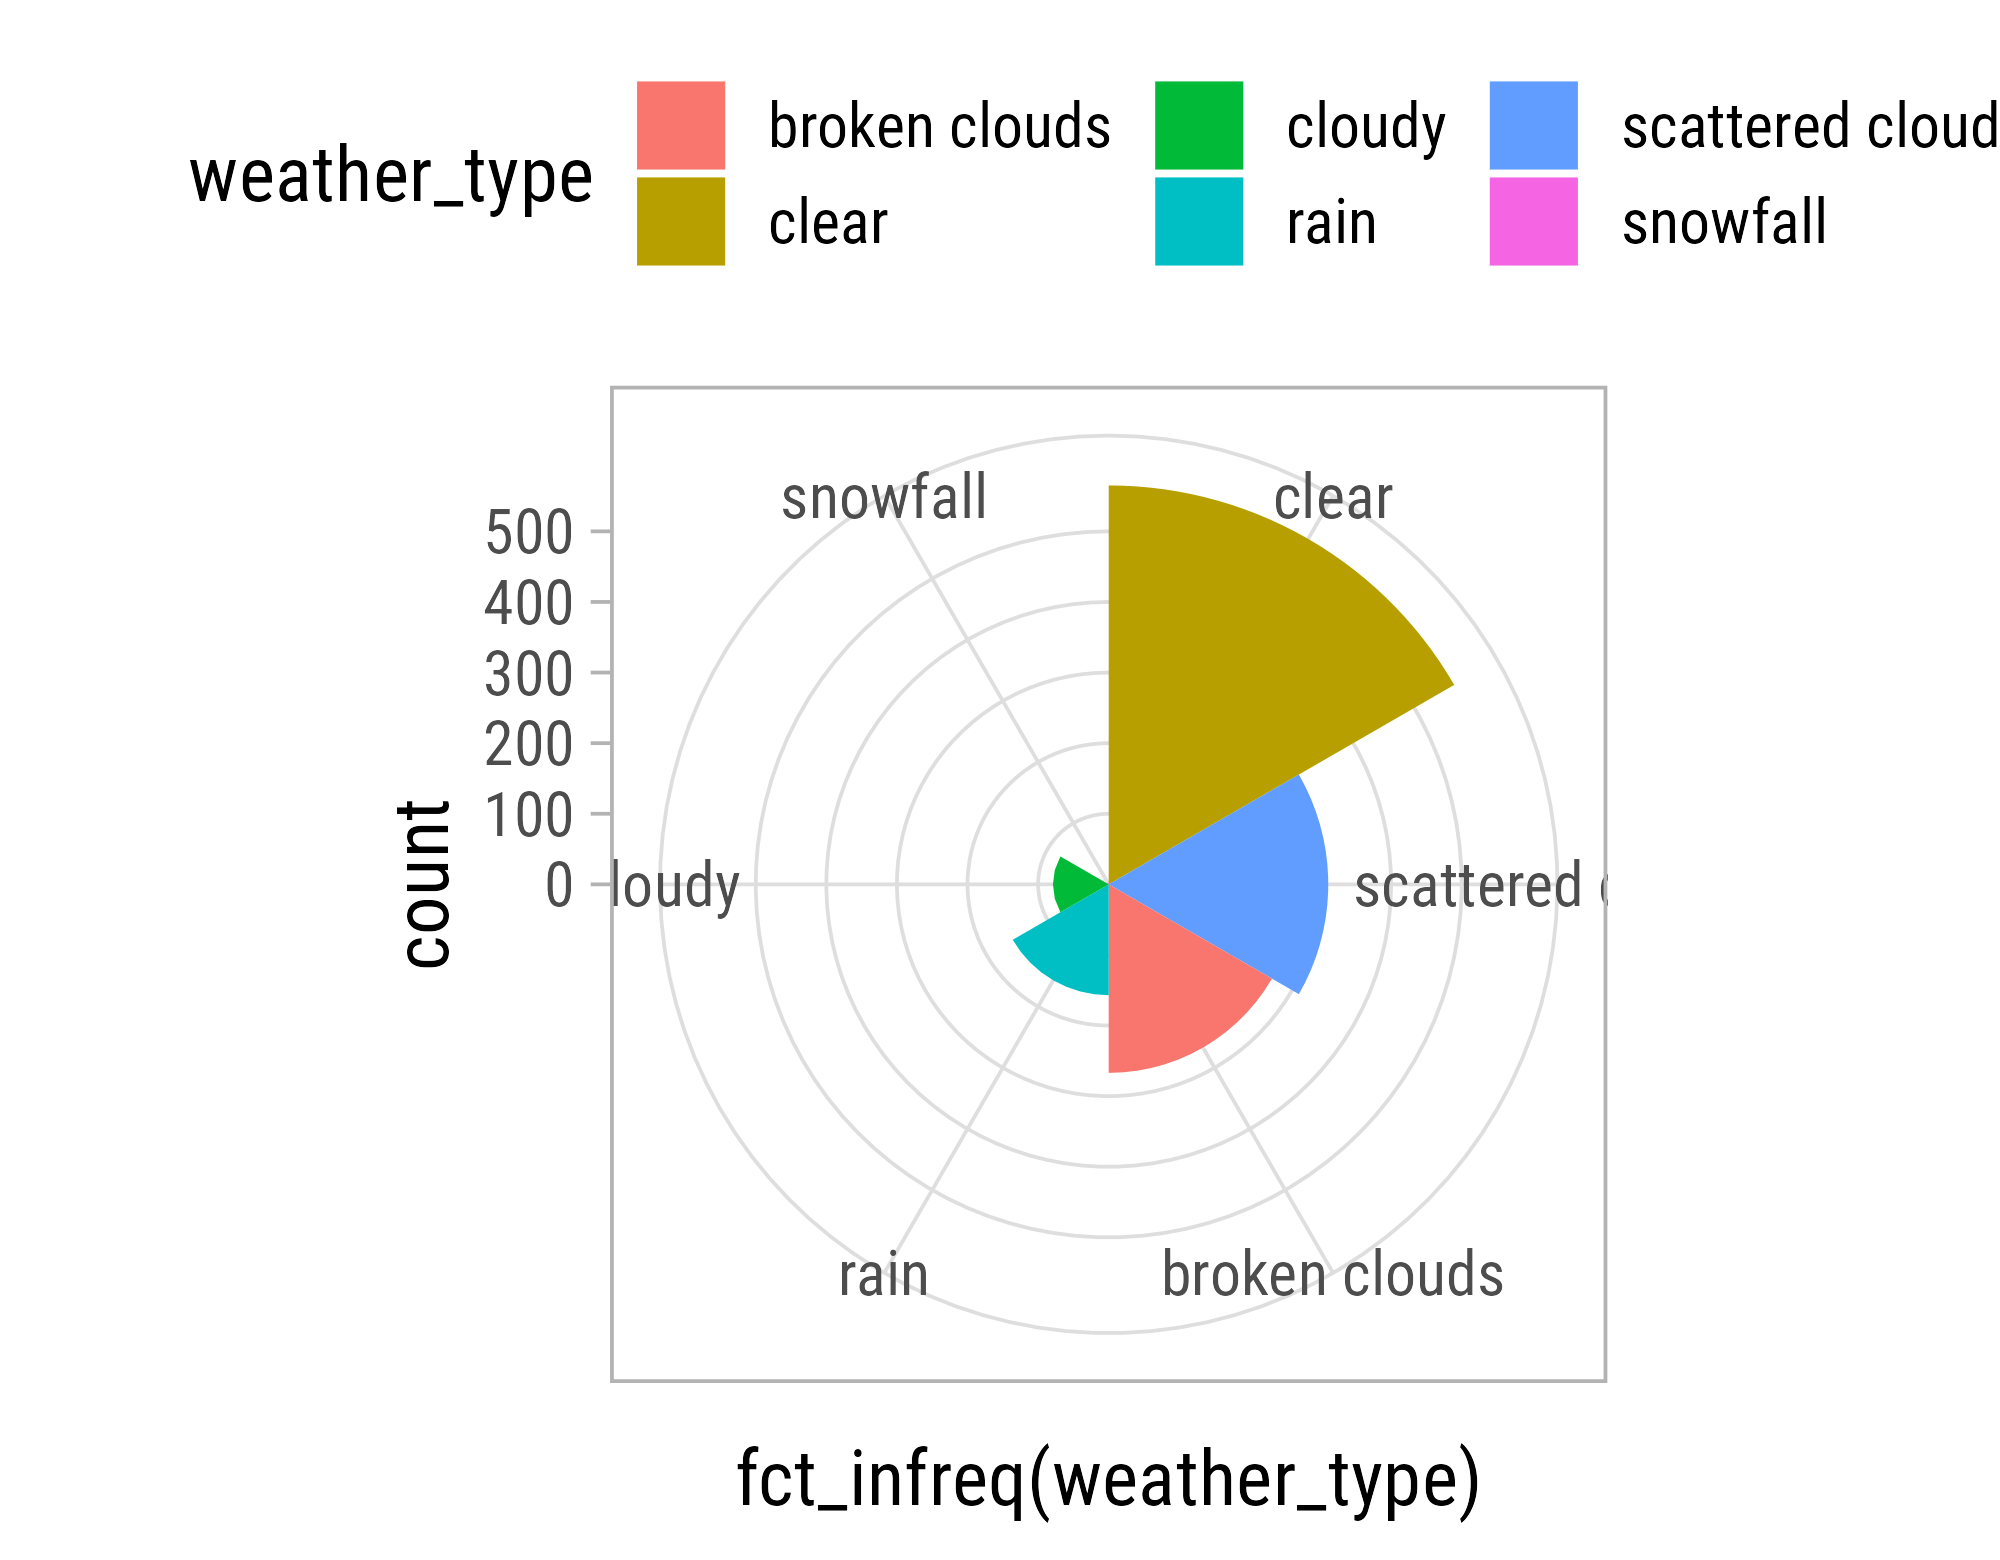 weather_type
broken clouds
cloudy
scattered cloud
clear
rain
snowfall
snowfall
clear
500
400
300
200
100
0
loudy
scattered
rain
broken clouds
count
fct_infreq(weather_type)